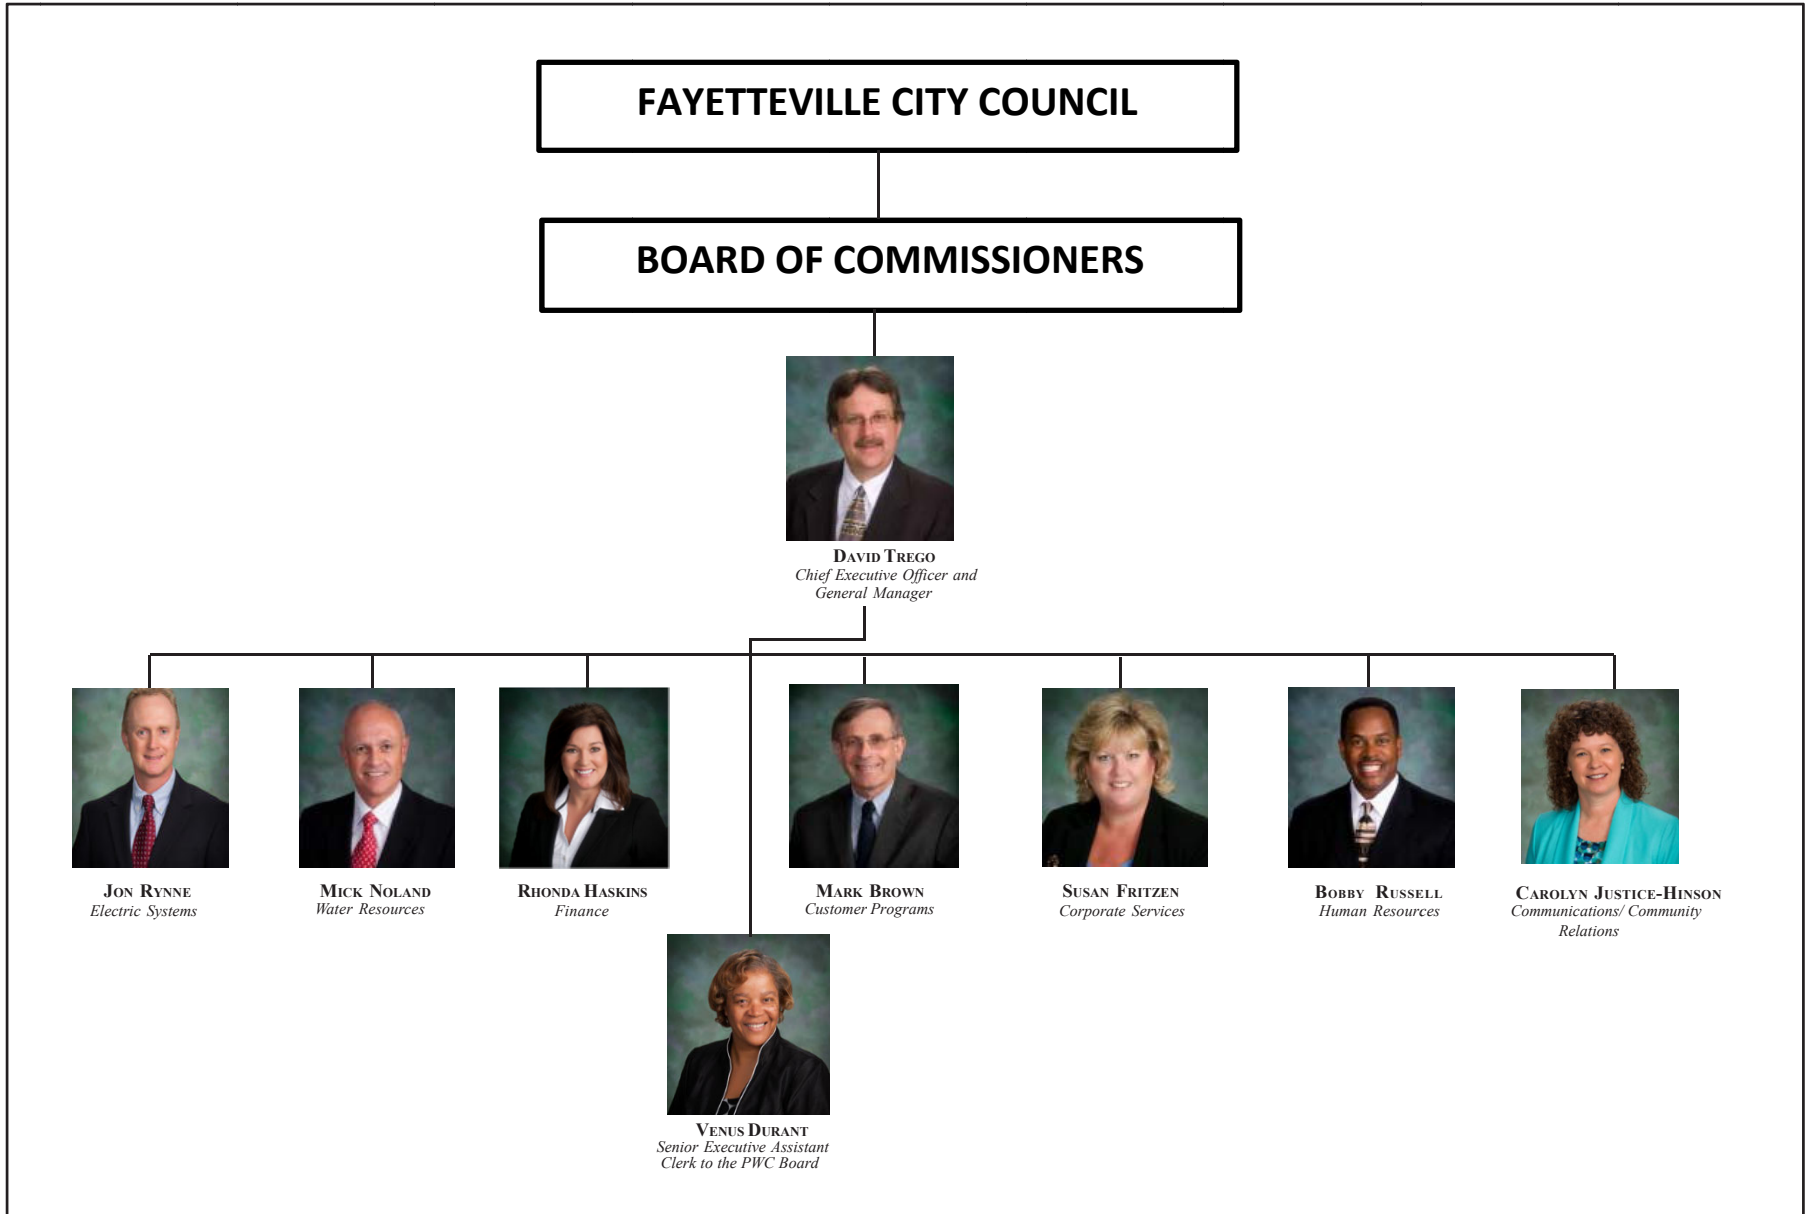 FAYETTEVILLE CITY COUNCIL
BOARD OF COMMISSIONERS
DAVID TREGO
Chief Executive Officer and
General Manager
JON RYNNE
Electric Systems
MICK NOLAND
Water Resources
RHONDA HASKINS
Finance
MARK BROWN
Customer Programs
SUSAN FRITZEN
Corporate Services
BOBBY RUSSELL
Human Resources
CAROLYN JUSTICE-HINSON
Communications/ Community
Relations
VENUS DURANT
Senior Executive Assistant
Clerk to the PWC Board